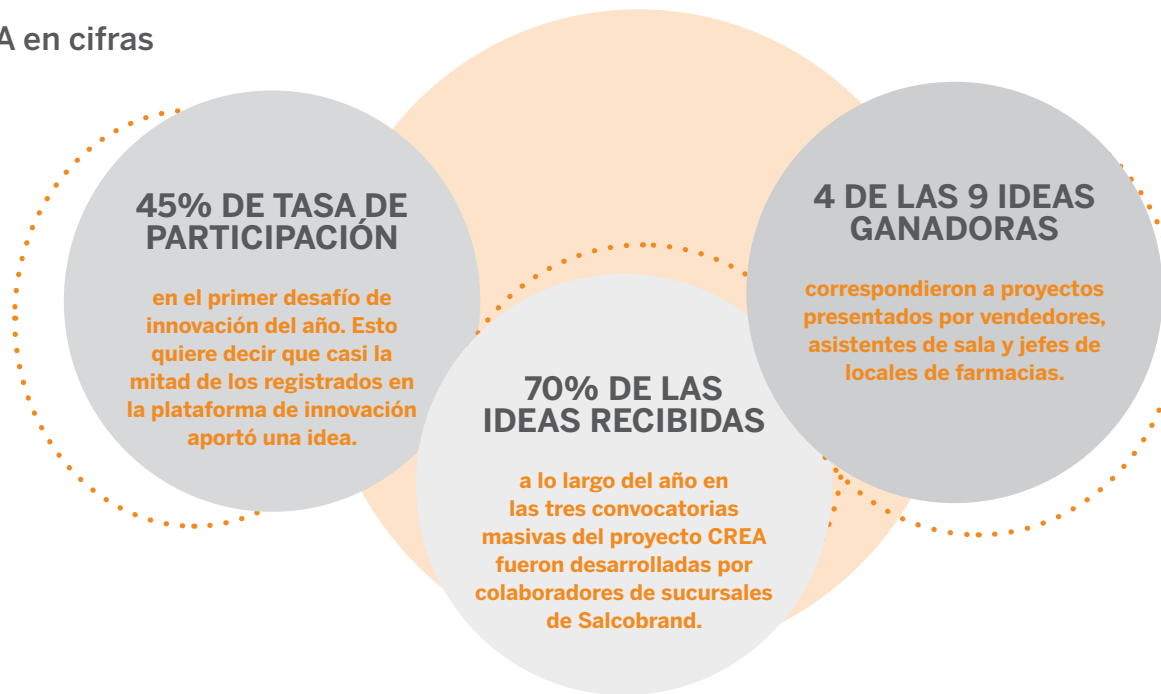 A en cifras
45% DE TASA DE
PARTICIPACIÓN
en el primer desafío de
innovación del año. Esto
quiere decir que casi la
mitad de los registrados en
la plataforma de innovación
aportó una idea.
70% DE LAS
IDEAS RECIBIDAS
a lo largo del año en
las tres convocatorias
masivas del proyecto CREA
fueron desarrolladas por
colaboradores de sucursales
de Salcobrand.
4 DE LAS 9 IDEAS
GANADORAS
correspondieron a proyectos
presentados por vendedores,
asistentes de sala y jefes de
locales de farmacias.